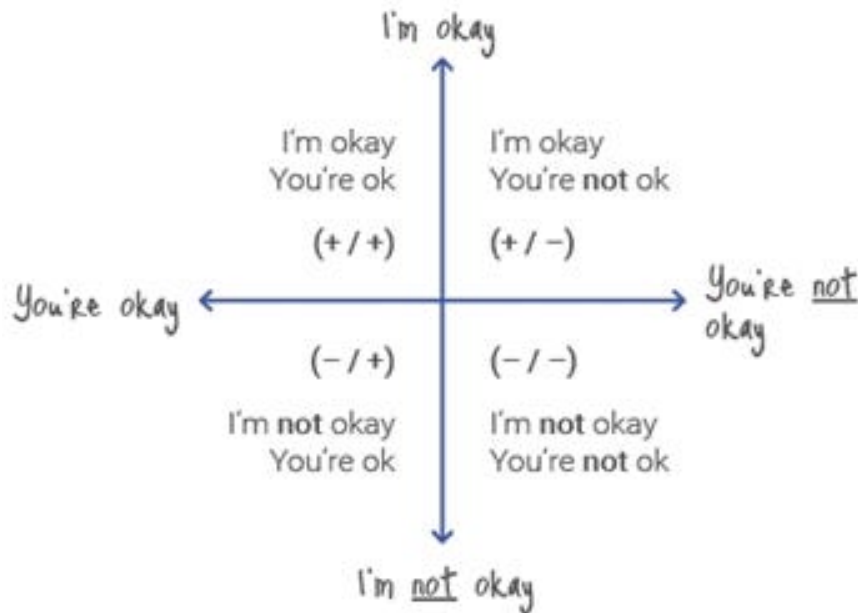 I'm okay
I'm okay
You're ok
(+ / +)
I'm okay
You're not ok
(+ / −)
You're okay
You're not
okay
(− / +)
I'm not okay
You're ok
(− / −)
I'm not okay
You're not ok
I'm not okay